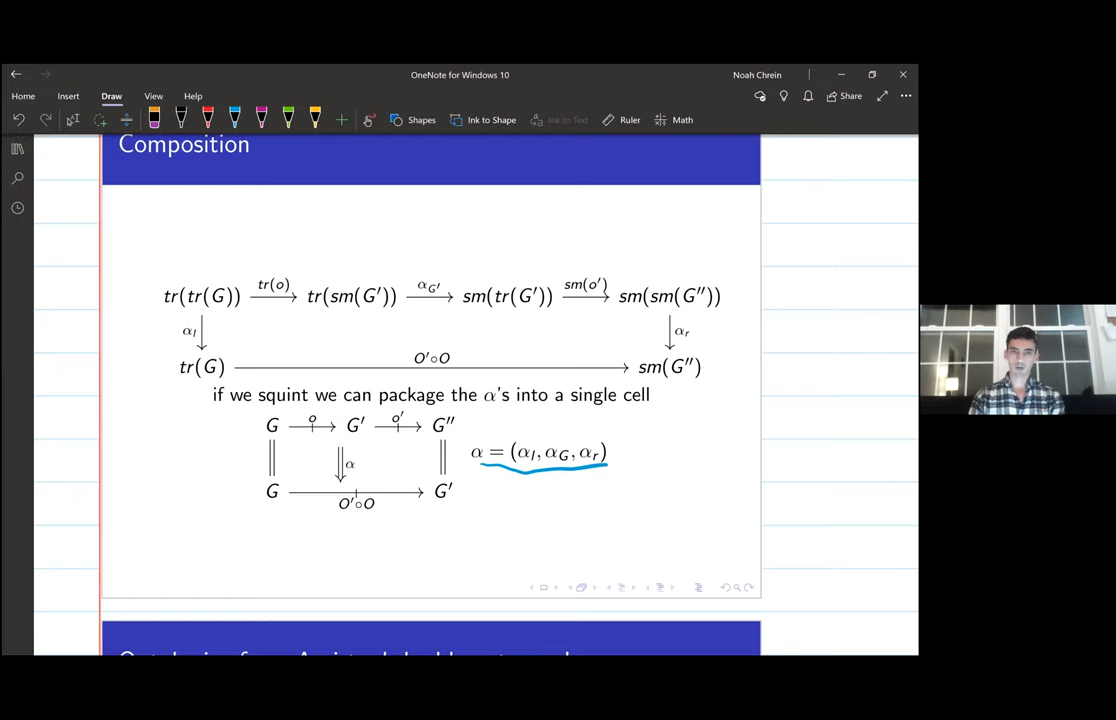 OneNote for Windows 10
Noah Chrein
Home Insert Draw View Help
Share
Shapes Ink to Shape Ink to Text Ruler Math
Composition
tr(tr(G)) tr(o) tr(sm(G′)) α_G′ sm(tr(G′)) sm(o′) sm(sm(G″))
α_l α_r
tr(G) O′∘O sm(G″)
if we squint we can package the α's into a single cell
G o G′ o′ G″
α
α = (α_l, α_G, α_r)
G O′∘O G′